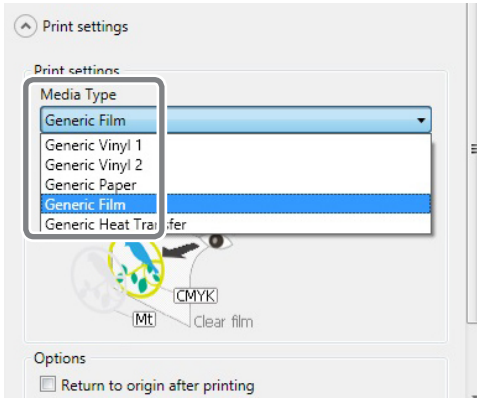 Print settings
Print settings
Media Type
Generic Film
Generic Vinyl 1
Generic Vinyl 2
Generic Paper
Generic Film
Generic Heat Transfer
CMYK
Mt
Clear film
Options
Return to origin after printing